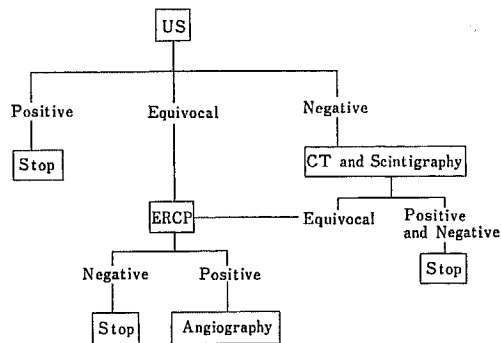 US
Positive
Equivocal
Negative
Stop
CT and Scintigraphy
ERCP
Equivocal
Positive
and Negative
Stop
Negative
Positive
Stop
Angiography